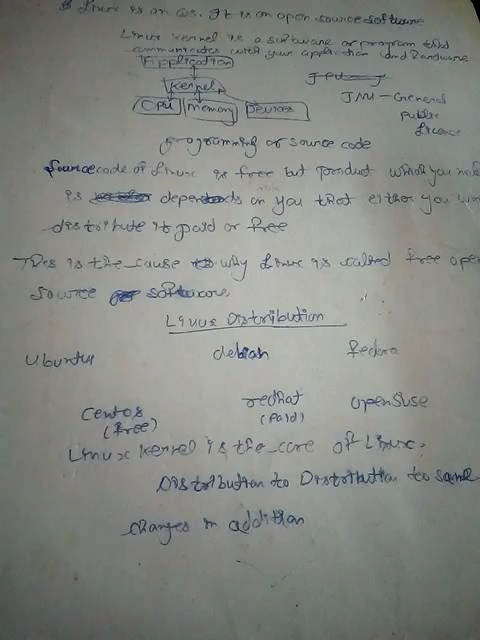 Linux is an OS. It is an open source software
Linux kernel is a software or program that
communicates with your application and hardware
Application
Kernel
CPU Memory Devices
JNU - General
Public
Licence
programming or source code
Source code of Linux is free but product which you
is depends on you that either you
distribute it paid or free
This is the cause why Linux is called free open
source software
Linux Distribution
Ubuntu debian fedora
Centos redhat opensuse
(free) (paid)
Linux kernel is the core of Linux.
Distribution to Distribution to same
changes in addition